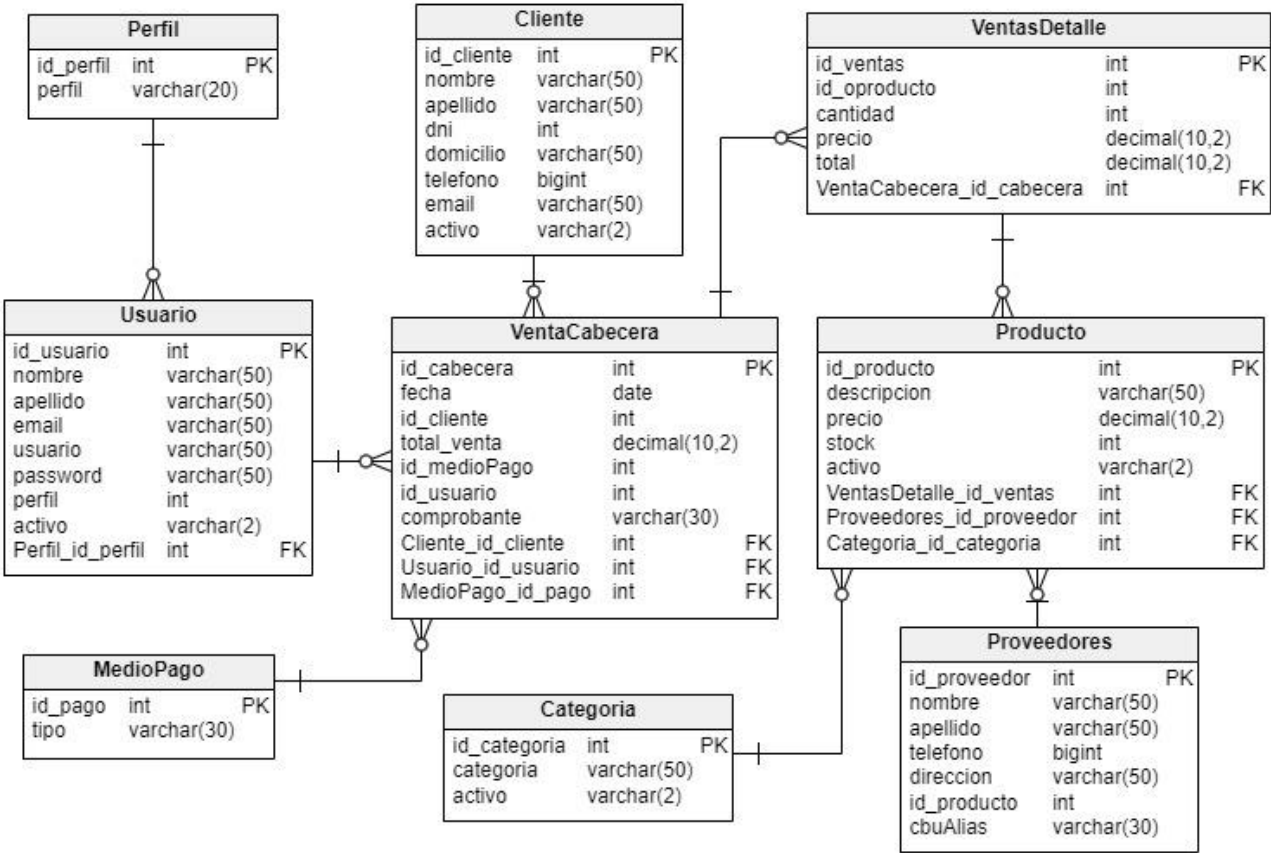 Perfil
id_perfil int PK
perfil varchar(20)
Cliente
id_cliente int PK
nombre varchar(50)
apellido varchar(50)
dni int
domicilio varchar(50)
telefono bigint
email varchar(50)
activo varchar(2)
VentasDetalle
id_ventas int PK
id_oproducto int
cantidad int
precio decimal(10,2)
total decimal(10,2)
VentaCabecera_id_cabecera int FK
Usuario
id_usuario int PK
nombre varchar(50)
apellido varchar(50)
email varchar(50)
usuario varchar(50)
password varchar(50)
perfil int
activo varchar(2)
Perfil_id_perfil int FK
VentaCabecera
id_cabecera int PK
fecha date
id_cliente int
total_venta decimal(10,2)
id_medioPago int
id_usuario int
comprobante varchar(30)
Cliente_id_cliente int FK
Usuario_id_usuario int FK
MedioPago_id_pago int FK
Producto
id_producto int PK
descripcion varchar(50)
precio decimal(10,2)
stock int
activo varchar(2)
VentasDetalle_id_ventas int FK
Proveedores_id_proveedor int FK
Categoria_id_categoria int FK
MedioPago
id_pago int PK
tipo varchar(30)
Categoria
id_categoria int PK
categoria varchar(50)
activo varchar(2)
Proveedores
id_proveedor int PK
nombre varchar(50)
apellido varchar(50)
telefono bigint
direccion varchar(50)
id_producto int
cbuAlias varchar(30)